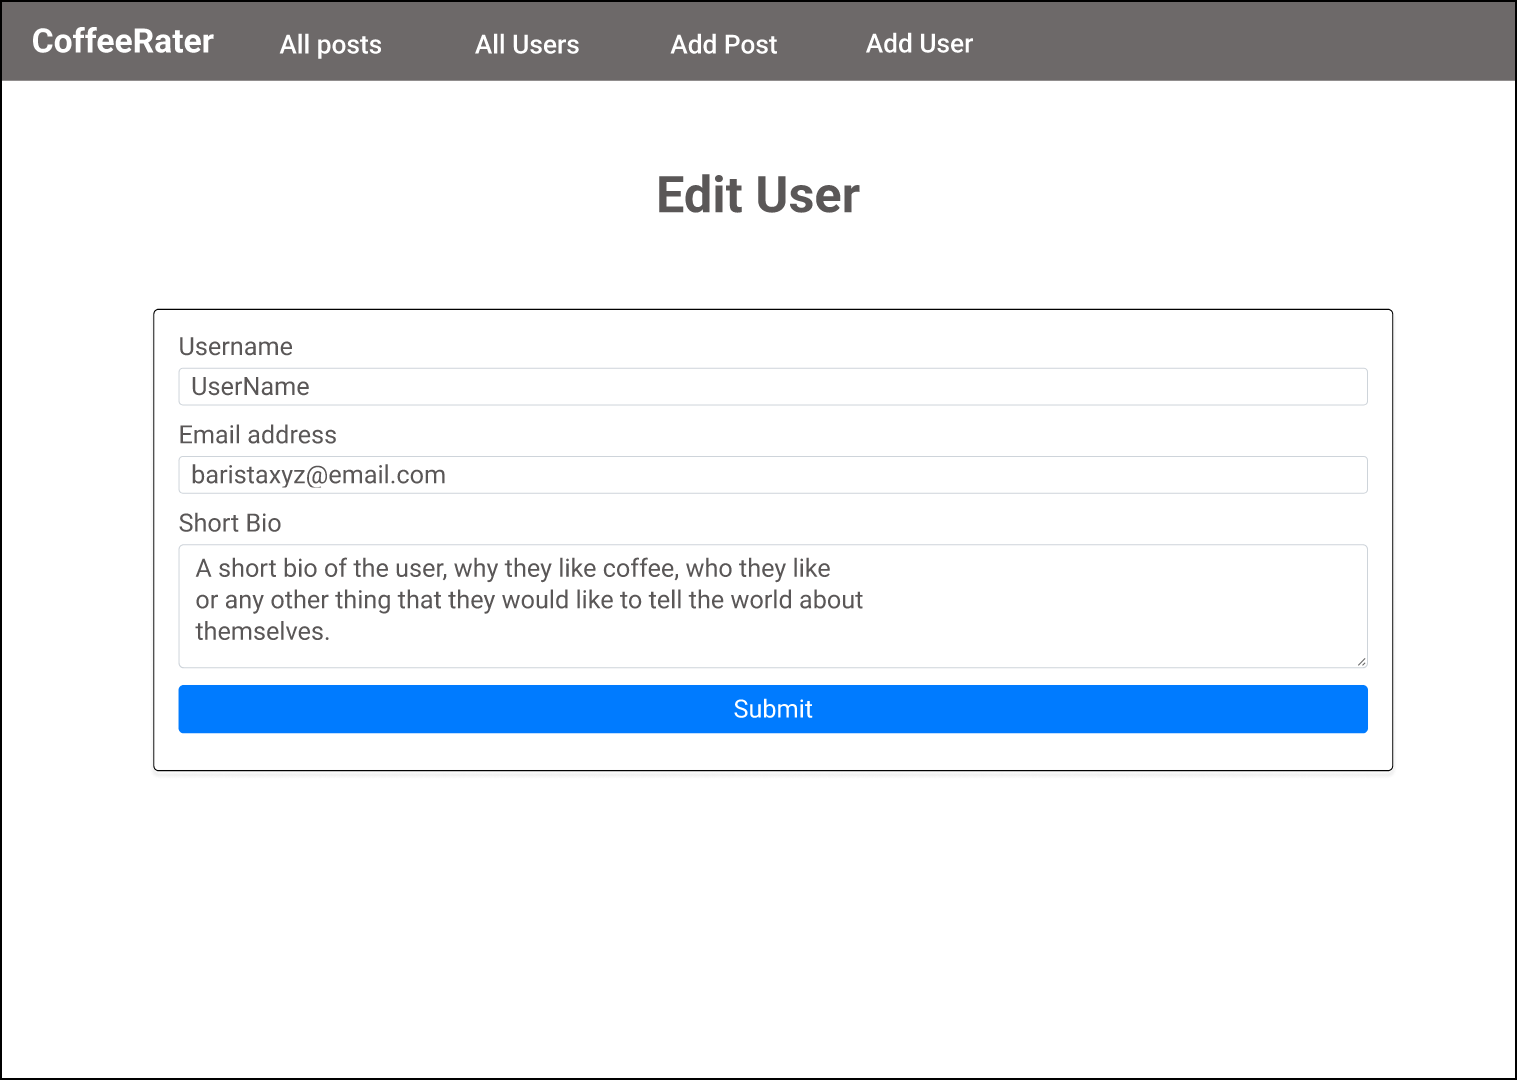 CoffeeRater All posts All Users Add Post Add User
Edit User
Username
UserName
Email address
baristaxyz@email.com
Short Bio
A short bio of the user, why they like coffee, who they like
or any other thing that they would like to tell the world about
themselves.
Submit